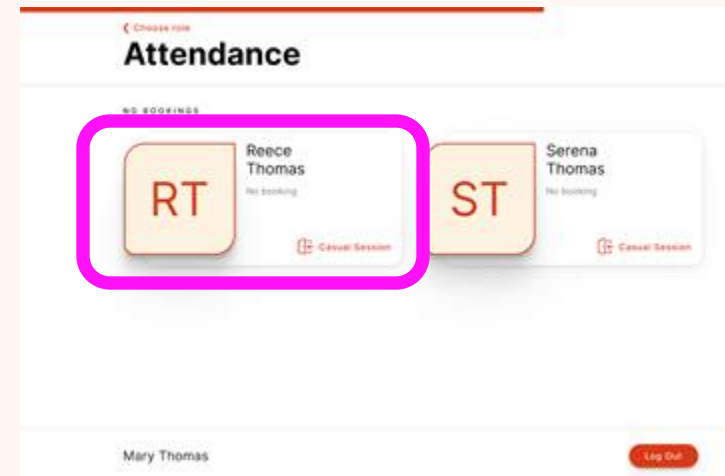 ❮ Choose role
Attendance
NO BOOKINGS
RT
Reece
Thomas
No booking
Casual Session
ST
Serena
Thomas
No booking
Casual Session
Mary Thomas
Log Out